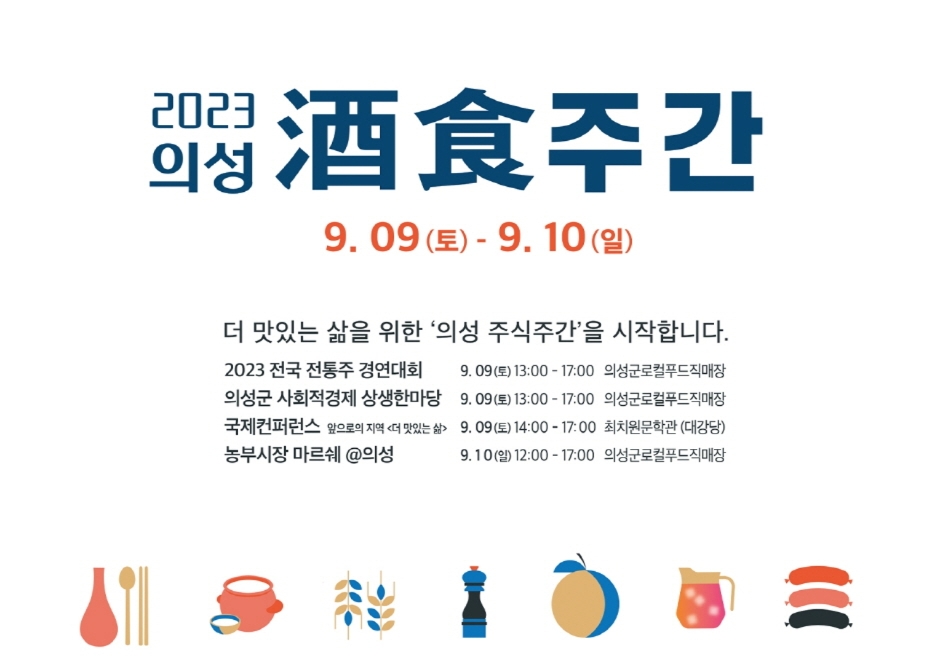 2023
의성 酒食주간
9. 09(토) - 9. 10(일)
더 맛있는 삶을 위한 ‘의성 주식주간’을 시작합니다.
2023 전국 전통주 경연대회 9. 09(토) 13:00 - 17:00 의성군로컬푸드직매장
의성군 사회적경제 상생한마당 9. 09(토) 13:00 - 17:00 의성군로컬푸드직매장
국제컨퍼런스 앞으로의 지역 <더 맛있는 삶> 9. 09(토) 14:00 - 17:00 최치원문학관 (대강당)
농부시장 마르쉐 @의성 9. 10(일) 12:00 - 17:00 의성군로컬푸드직매장